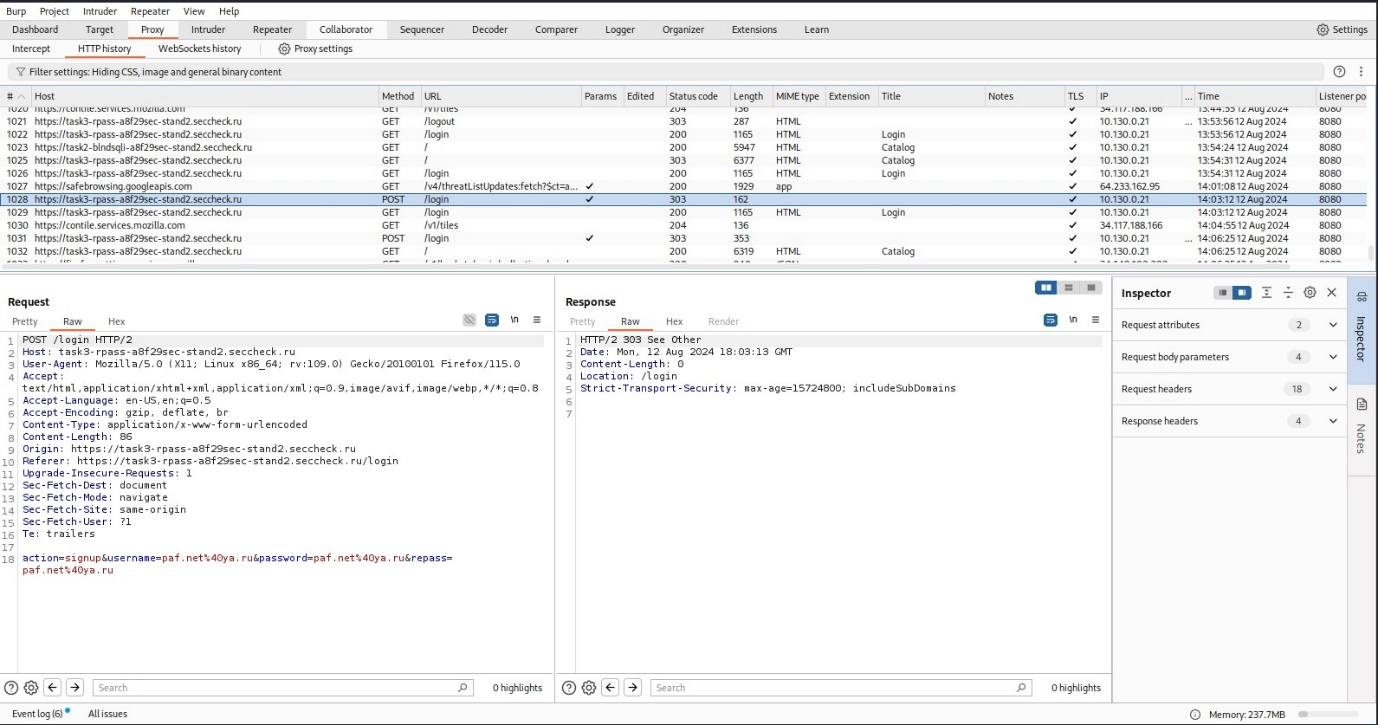 Burp Project Intruder Repeater View Help
Dashboard Target Proxy Intruder Repeater Collaborator Sequencer Decoder Comparer Logger Organizer Extensions Learn Settings
Intercept HTTP history WebSockets history Proxy settings
Filter settings: Hiding CSS, image and general binary content
# Host Method URL Params Edited Status code Length MIME type Extension Title Notes TLS IP ... Time Listener po
1020 https://contile.services.mozilla.com GET /v1/tiles 204 136 ✓ 34.117.188.166 13:44:55 12 Aug 2024 8080
1021 https://task3-rpass-a8f29sec-stand2.seccheck.ru GET /logout 303 287 HTML ✓ 10.130.0.21 ... 13:53:56 12 Aug 2024 8080
1022 https://task3-rpass-a8f29sec-stand2.seccheck.ru GET /login 200 1165 HTML Login ✓ 10.130.0.21 13:53:56 12 Aug 2024 8080
1023 https://task2-blndsqli-a8f29sec-stand2.seccheck.ru GET / 200 5947 HTML Catalog ✓ 10.130.0.21 13:54:24 12 Aug 2024 8080
1025 https://task3-rpass-a8f29sec-stand2.seccheck.ru GET / 303 6377 HTML Catalog ✓ 10.130.0.21 13:54:31 12 Aug 2024 8080
1026 https://task3-rpass-a8f29sec-stand2.seccheck.ru GET /login 200 1165 HTML Login ✓ 10.130.0.21 13:54:31 12 Aug 2024 8080
1027 https://safebrowsing.googleapis.com GET /v4/threatListUpdates:fetch?$ct=a... ✓ 200 1929 app ✓ 64.233.162.95 14:01:08 12 Aug 2024 8080
1028 https://task3-rpass-a8f29sec-stand2.seccheck.ru POST /login ✓ 303 162 ✓ 10.130.0.21 14:03:12 12 Aug 2024 8080
1029 https://task3-rpass-a8f29sec-stand2.seccheck.ru GET /login 200 1165 HTML Login ✓ 10.130.0.21 14:03:12 12 Aug 2024 8080
1030 https://contile.services.mozilla.com GET /v1/tiles 204 136 ✓ 34.117.188.166 14:04:55 12 Aug 2024 8080
1031 https://task3-rpass-a8f29sec-stand2.seccheck.ru POST /login ✓ 303 353 ✓ 10.130.0.21 ... 14:06:25 12 Aug 2024 8080
1032 https://task3-rpass-a8f29sec-stand2.seccheck.ru GET / 200 6319 HTML Catalog ✓ 10.130.0.21 14:06:25 12 Aug 2024 8080
Request
Pretty Raw Hex \n
1 POST /login HTTP/2
2 Host: task3-rpass-a8f29sec-stand2.seccheck.ru
3 User-Agent: Mozilla/5.0 (X11; Linux x86_64; rv:109.0) Gecko/20100101 Firefox/115.0
4 Accept:
text/html,application/xhtml+xml,application/xml;q=0.9,image/avif,image/webp,*/*;q=0.8
5 Accept-Language: en-US,en;q=0.5
6 Accept-Encoding: gzip, deflate, br
7 Content-Type: application/x-www-form-urlencoded
8 Content-Length: 86
9 Origin: https://task3-rpass-a8f29sec-stand2.seccheck.ru
10 Referer: https://task3-rpass-a8f29sec-stand2.seccheck.ru/login
11 Upgrade-Insecure-Requests: 1
12 Sec-Fetch-Dest: document
13 Sec-Fetch-Mode: navigate
14 Sec-Fetch-Site: same-origin
15 Sec-Fetch-User: ?1
16 Te: trailers
17
18 action=signup&username=paf.net%40ya.ru&password=paf.net%40ya.ru&repass=
paf.net%40ya.ru
Search 0 highlights
Response
Pretty Raw Hex Render \n
1 HTTP/2 303 See Other
2 Date: Mon, 12 Aug 2024 18:03:13 GMT
3 Content-Length: 0
4 Location: /login
5 Strict-Transport-Security: max-age=15724800; includeSubDomains
6
7
Search 0 highlights
Inspector
Request attributes 2
Request body parameters 4
Request headers 18
Response headers 4
Inspector
Notes
Event log (6) All issues Memory: 237.7MB